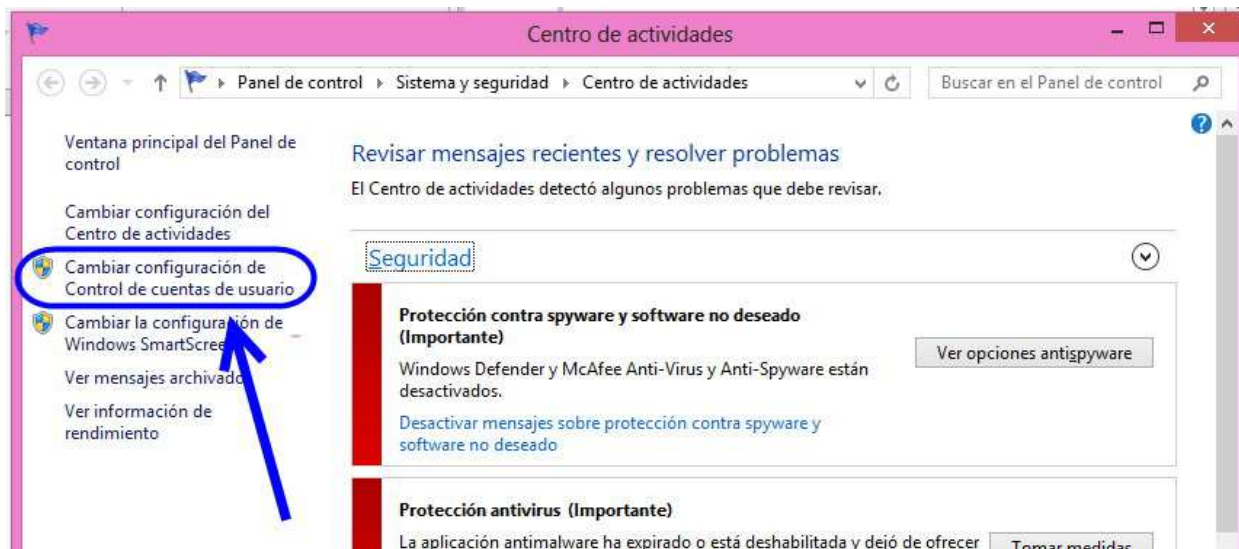 Centro de actividades
Panel de control Sistema y seguridad Centro de actividades
Buscar en el Panel de control
Ventana principal del Panel de
control
Cambiar configuración del
Centro de actividades
Cambiar configuración de
Control de cuentas de usuario
Cambiar la configuración de
Windows SmartScreen
Ver mensajes archivados
Ver información de
rendimiento
Revisar mensajes recientes y resolver problemas
El Centro de actividades detectó algunos problemas que debe revisar.
Seguridad
Protección contra spyware y software no deseado
(Importante)
Windows Defender y McAfee Anti-Virus y Anti-Spyware están
desactivados.
Desactivar mensajes sobre protección contra spyware y
software no deseado
Ver opciones antispyware
Protección antivirus (Importante)
La aplicación antimalware ha expirado o está deshabilitada y dejó de ofrecer
Tomar medidas